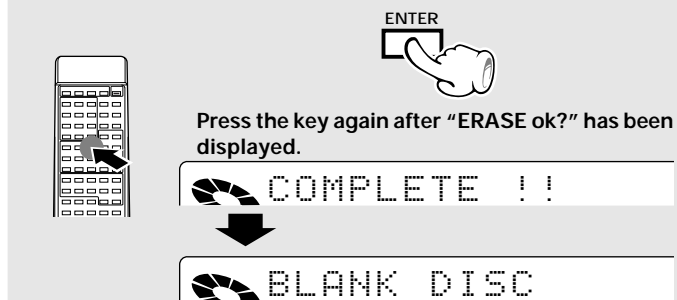 ENTER
Press the key again after “ERASE ok?” has been
displayed.
COMPLETE !!
BLANK DISC